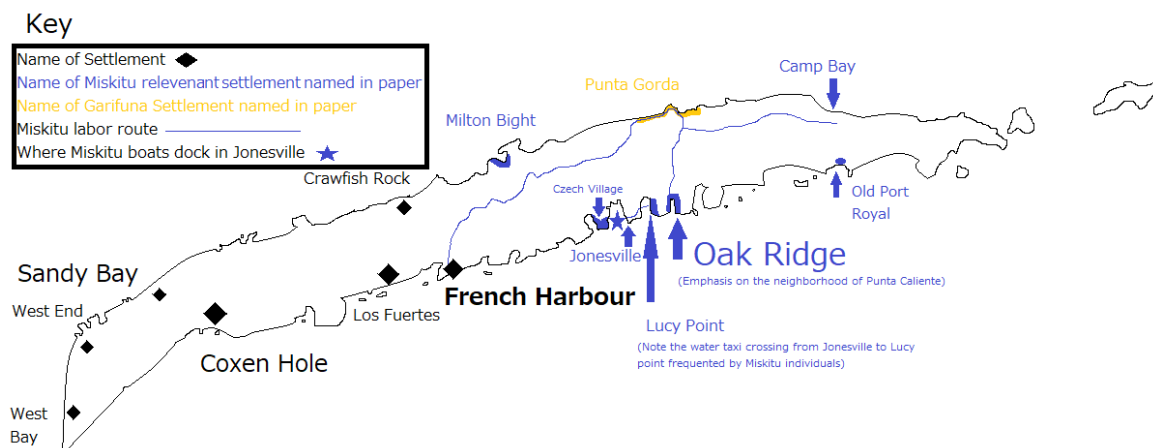 Key
Name of Settlement
Name of Miskitu relevenant settlement named in paper
Name of Garifuna Settlement named in paper
Miskitu labor route
Where Miskitu boats dock in Jonesville
Camp Bay
Punta Gorda
Milton Bight
Crawfish Rock
Czech Village
Old Port
Royal
Jonesville
Oak Ridge
(Emphasis on the neighborhood of Punta Caliente)
Sandy Bay
West End
French Harbour
Los Fuertes
Lucy Point
(Note the water taxi crossing from Jonesville to Lucy
point frequented by Miskitu individuals)
Coxen Hole
West
Bay